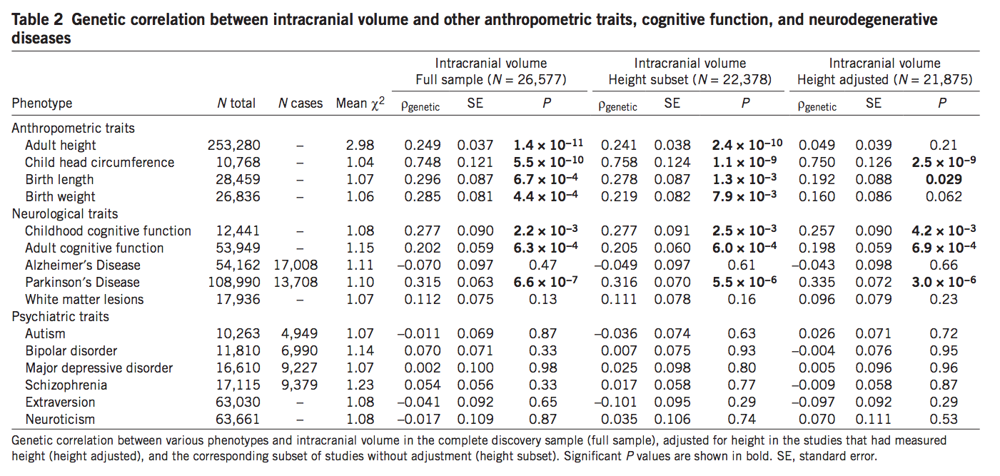 Table 2 Genetic correlation between intracranial volume and other anthropometric traits, cognitive function, and neurodegenerative
diseases
Intracranial volume Intracranial volume Intracranial volume
Full sample (N = 26,577) Height subset (N = 22,378) Height adjusted (N = 21,875)
Phenotype N total N cases Mean χ² ρgenetic SE P ρgenetic SE P ρgenetic SE P
Anthropometric traits
Adult height 253,280 – 2.98 0.249 0.037 1.4 × 10⁻¹¹ 0.241 0.038 2.4 × 10⁻¹⁰ 0.049 0.039 0.21
Child head circumference 10,768 – 1.04 0.748 0.121 5.5 × 10⁻¹⁰ 0.758 0.124 1.1 × 10⁻⁹ 0.750 0.126 2.5 × 10⁻⁹
Birth length 28,459 – 1.07 0.296 0.087 6.7 × 10⁻⁴ 0.278 0.087 1.3 × 10⁻³ 0.192 0.088 0.029
Birth weight 26,836 – 1.06 0.285 0.081 4.4 × 10⁻⁴ 0.219 0.082 7.9 × 10⁻³ 0.160 0.086 0.062
Neurological traits
Childhood cognitive function 12,441 – 1.08 0.277 0.090 2.2 × 10⁻³ 0.277 0.091 2.5 × 10⁻³ 0.257 0.090 4.2 × 10⁻³
Adult cognitive function 53,949 – 1.15 0.202 0.059 6.3 × 10⁻⁴ 0.205 0.060 6.0 × 10⁻⁴ 0.198 0.059 6.9 × 10⁻⁴
Alzheimer's Disease 54,162 17,008 1.11 –0.070 0.097 0.47 –0.049 0.097 0.61 –0.043 0.098 0.66
Parkinson's Disease 108,990 13,708 1.10 0.315 0.063 6.6 × 10⁻⁷ 0.316 0.070 5.5 × 10⁻⁶ 0.335 0.072 3.0 × 10⁻⁶
White matter lesions 17,936 – 1.07 0.112 0.075 0.13 0.111 0.078 0.16 0.096 0.079 0.23
Psychiatric traits
Autism 10,263 4,949 1.07 –0.011 0.069 0.87 –0.036 0.074 0.63 0.026 0.071 0.72
Bipolar disorder 11,810 6,990 1.14 0.070 0.071 0.33 0.007 0.075 0.93 –0.004 0.076 0.95
Major depressive disorder 16,610 9,227 1.07 0.002 0.100 0.98 0.025 0.098 0.80 0.005 0.096 0.96
Schizophrenia 17,115 9,379 1.23 0.054 0.056 0.33 0.017 0.058 0.77 –0.009 0.058 0.87
Extraversion 63,030 – 1.08 –0.041 0.092 0.65 –0.101 0.095 0.29 –0.097 0.092 0.29
Neuroticism 63,661 – 1.08 –0.017 0.109 0.87 0.035 0.106 0.74 0.070 0.111 0.53
Genetic correlation between various phenotypes and intracranial volume in the complete discovery sample (full sample), adjusted for height in the studies that had measured
height (height adjusted), and the corresponding subset of studies without adjustment (height subset). Significant P values are shown in bold. SE, standard error.